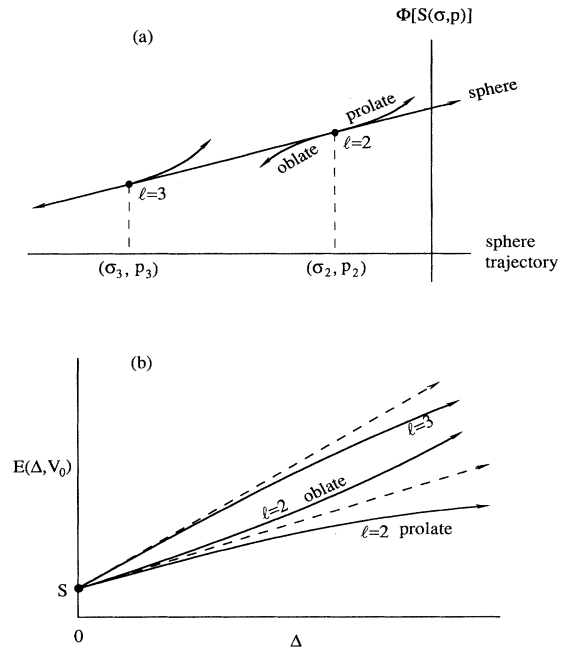 Φ[S(σ,p)]
(a)
sphere
prolate
oblate
ℓ=2
ℓ=3
sphere
trajectory
(σ₃, p₃)
(σ₂, p₂)
(b)
E(Δ,V₀)
ℓ=3
ℓ=2 oblate
ℓ=2 prolate
S
0
Δ